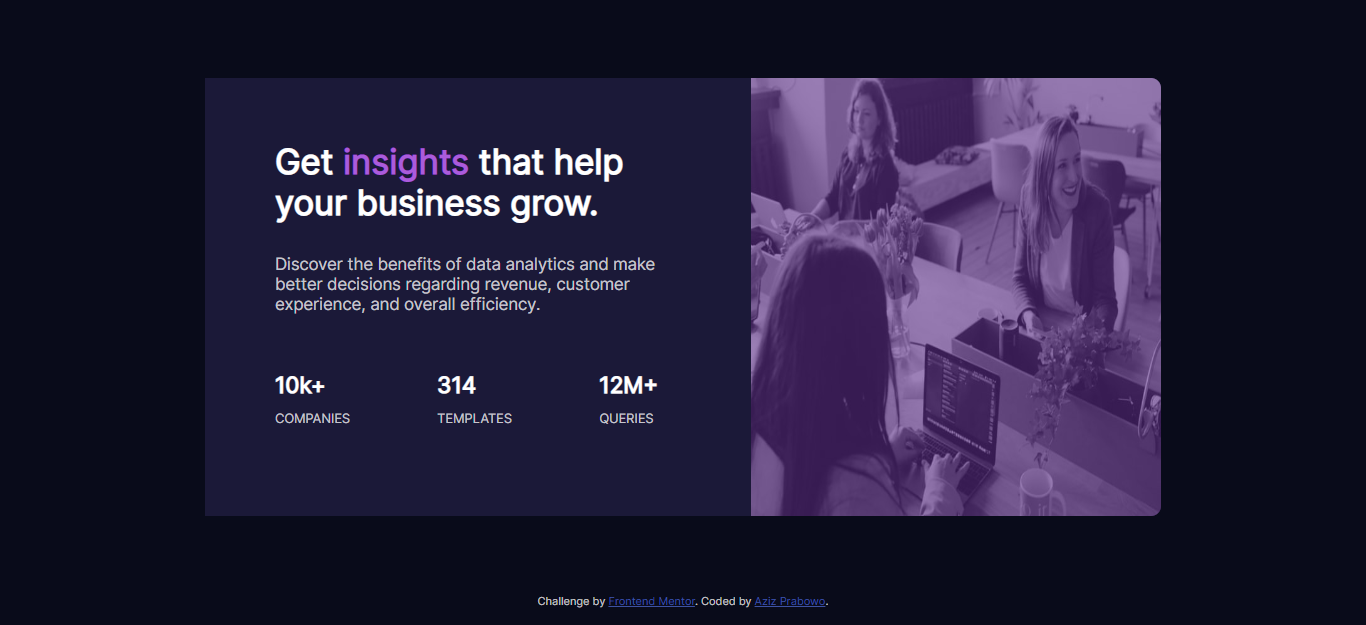 Get insights that help
your business grow.
Discover the benefits of data analytics and make
better decisions regarding revenue, customer
experience, and overall efficiency.
10k+ 314 12M+
COMPANIES TEMPLATES QUERIES
Challenge by Frontend Mentor. Coded by Aziz Prabowo.